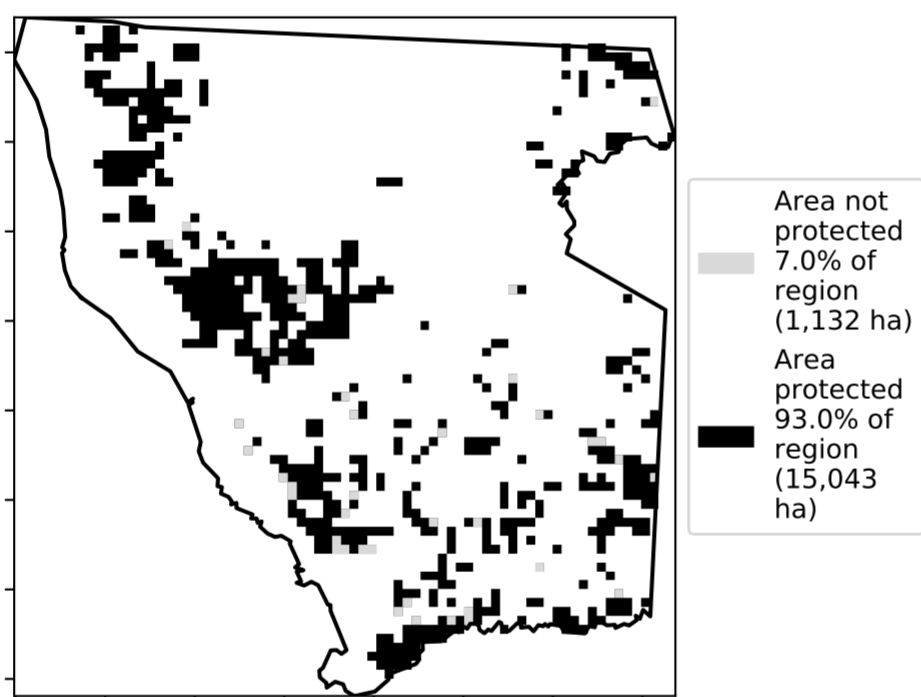 Area not
protected
7.0% of
region
(1,132 ha)
Area
protected
93.0% of
region
(15,043
ha)